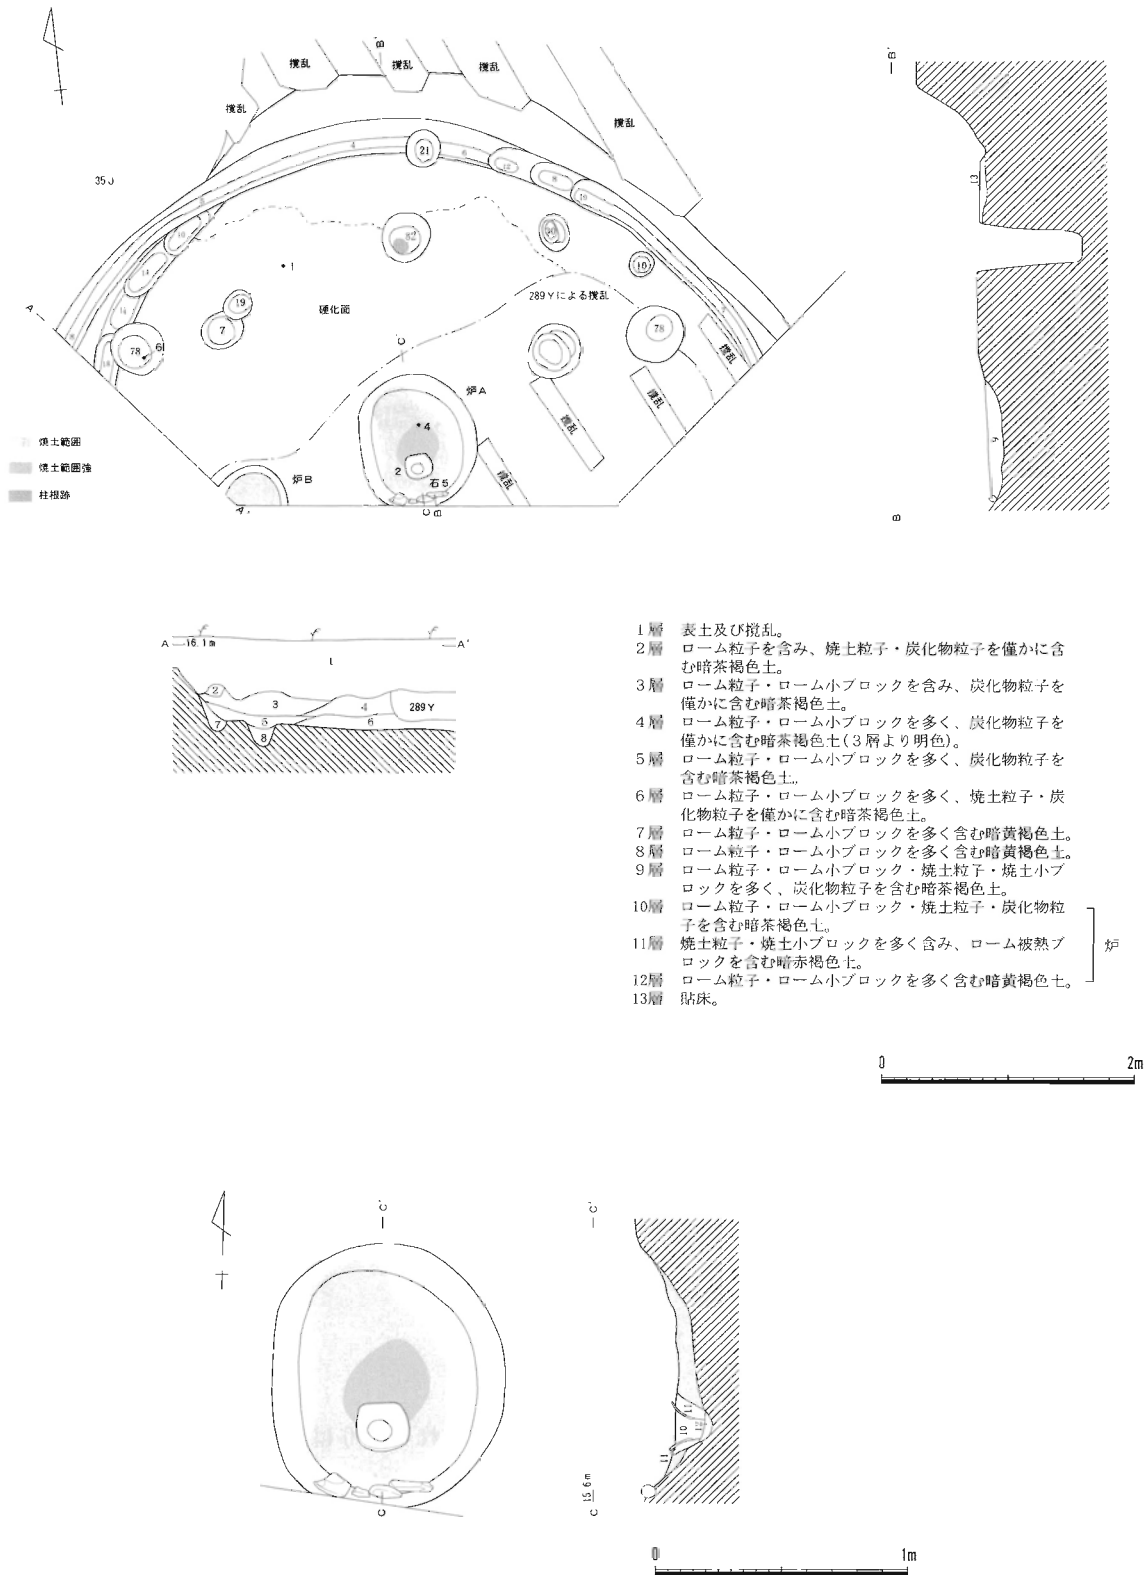 B'
攪乱
攪乱
攪乱
攪乱
攪乱
35J
4
21
6
12
8
16
62
1
10
289Yによる攪乱
硬化面
19
7
78
6
78
攪乱
攪乱
攪乱
攪乱
A
C'
炉A
4
2
石5
炉B
A'
C
B
焼土範囲
焼土範囲強
柱根跡
B'
13
9
B
A
16.1m
A'
1
2
3
4
5
6
7
8
289Y
1層 表土及び撹乱。
2層 ローム粒子を含み、焼土粒子・炭化物粒子を僅かに含
む暗茶褐色土。
3層 ローム粒子・ローム小ブロックを含み、炭化物粒子を
僅かに含む暗茶褐色土。
4層 ローム粒子・ローム小ブロックを多く、炭化物粒子を
僅かに含む暗茶褐色土(3層より明色)。
5層 ローム粒子・ローム小ブロックを多く、炭化物粒子を
含む暗茶褐色土。
6層 ローム粒子・ローム小ブロックを多く、焼土粒子・炭
化物粒子を僅かに含む暗茶褐色土。
7層 ローム粒子・ローム小ブロックを多く含む暗黄褐色土。
8層 ローム粒子・ローム小ブロックを多く含む暗黄褐色土。
9層 ローム粒子・ローム小ブロック・焼土粒子・焼土小ブ
ロックを多く、炭化物粒子を含む暗茶褐色土。
10層 ローム粒子・ローム小ブロック・焼土粒子・炭化物粒
子を含む暗茶褐色土。
11層 焼土粒子・焼土小ブロックを多く含み、ローム被熱ブ
ロックを含む暗赤褐色土。
12層 ローム粒子・ローム小ブロックを多く含む暗黄褐色土。
13層 貼床。
炉
0
2m
C'
C
C'
11
10
12
11
C 15.6m
0
1m